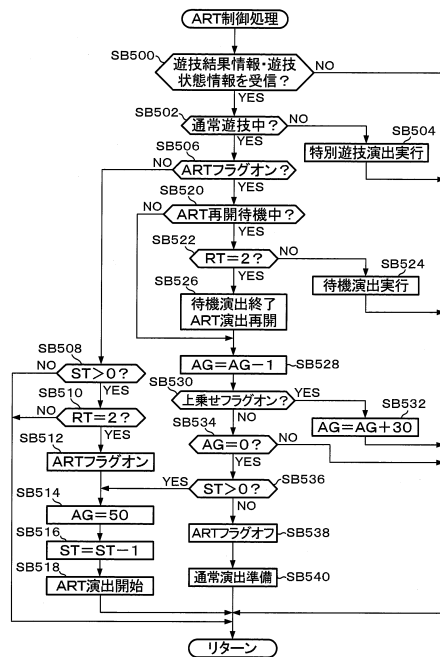 ART制御処理
SB500
遊技結果情報・遊技
状態情報を受信?
NO
YES
SB502
通常遊技中?
NO
SB504
YES
特別遊技演出実行
SB506
NO
ARTフラグオン?
YES
SB520
NO
ART再開待機中?
YES
SB522
RT=2?
NO
SB524
YES
待機演出実行
SB526
待機演出終了
ART演出再開
SB508
NO
ST>0?
YES
AG=AG-1
SB528
SB510
NO
RT=2?
YES
SB530
上乗せフラグオン?
YES
SB532
NO
AG=AG+30
SB512
ARTフラグオン
SB534
AG=0?
NO
YES
YES
ST>0?
SB536
NO
SB514
AG=50
ARTフラグオフ
SB538
SB516
ST=ST-1
SB518
ART演出開始
通常演出準備
SB540
リターン